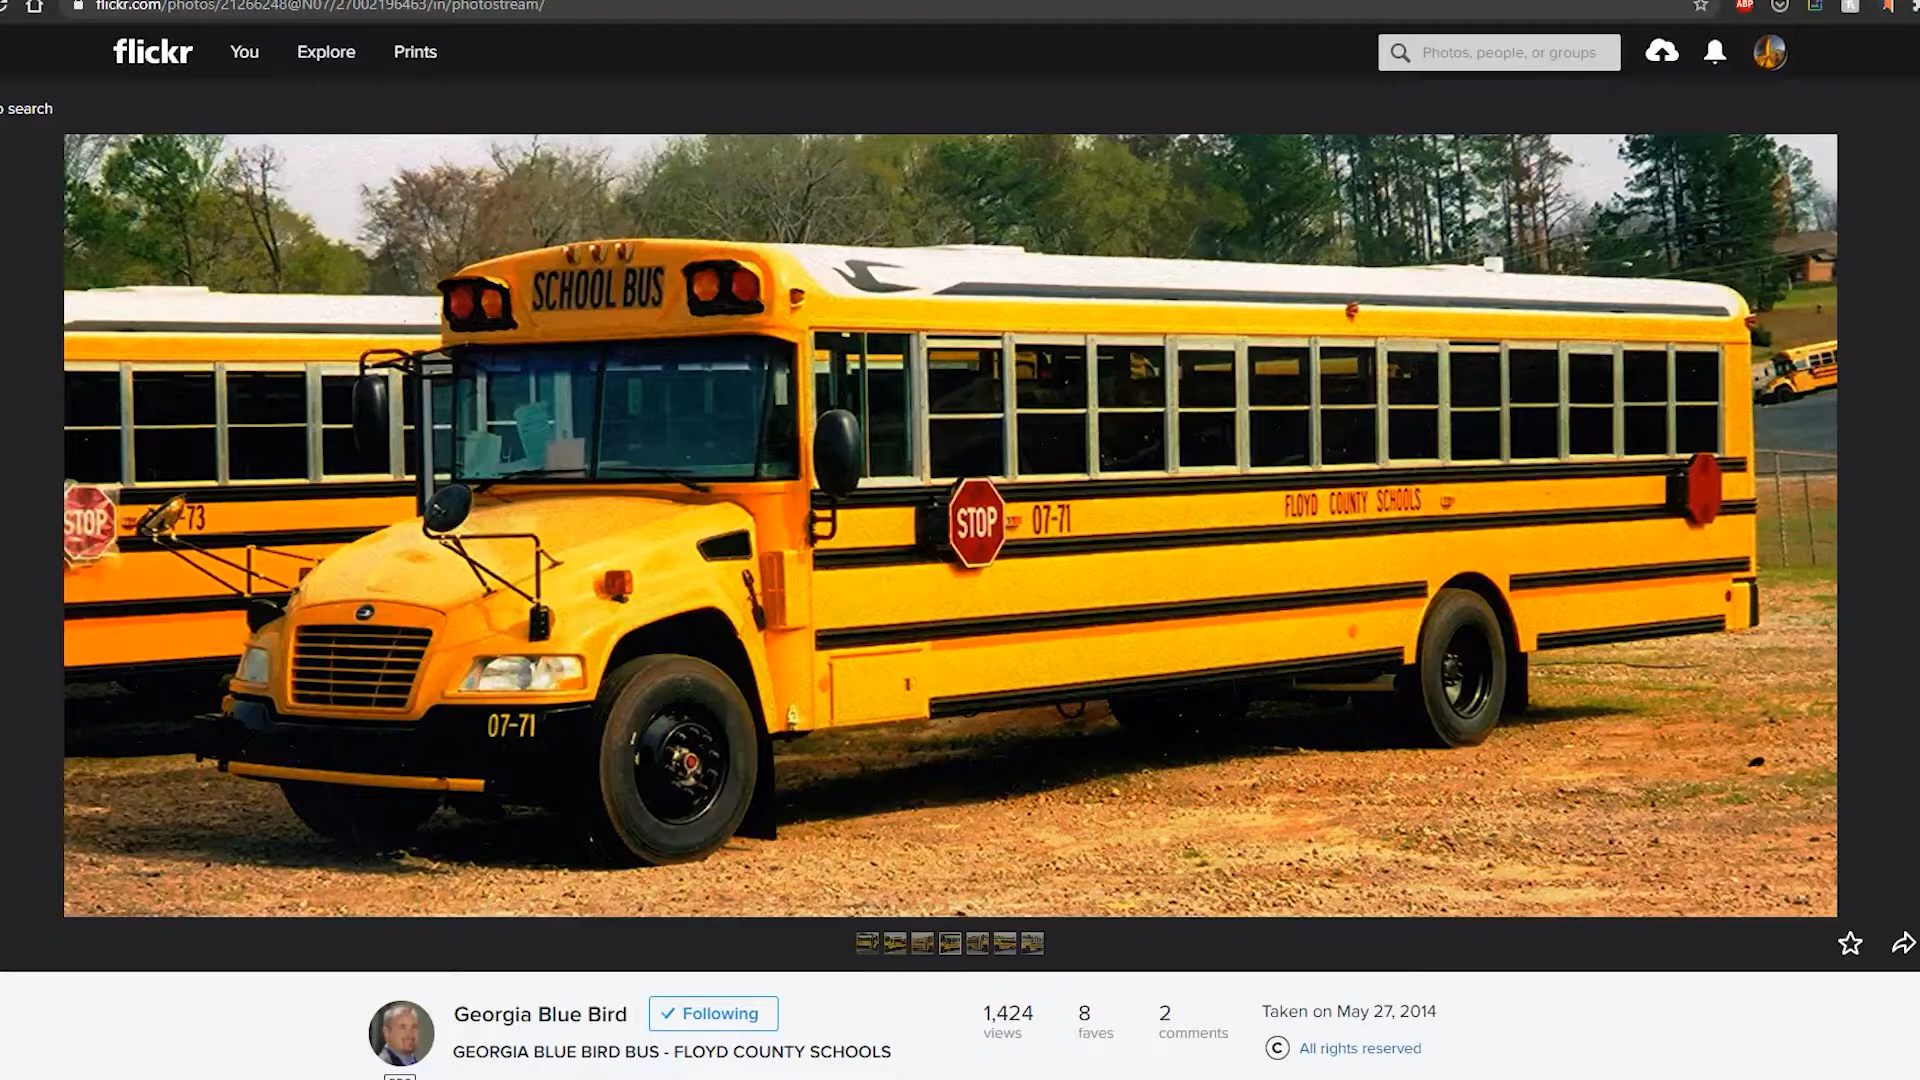 flickr.com/photos/21266248@N07/27002196463/in/photostream/
ABP
flickr You Explore Prints
Photos, people, or groups
o search
SCHOOL BUS
STOP
-73
STOP
07-71
FLOYD COUNTY SCHOOLS
07-71
Georgia Blue Bird
Following
GEORGIA BLUE BIRD BUS - FLOYD COUNTY SCHOOLS
1,424
views
8
faves
2
comments
Taken on May 27, 2014
C All rights reserved